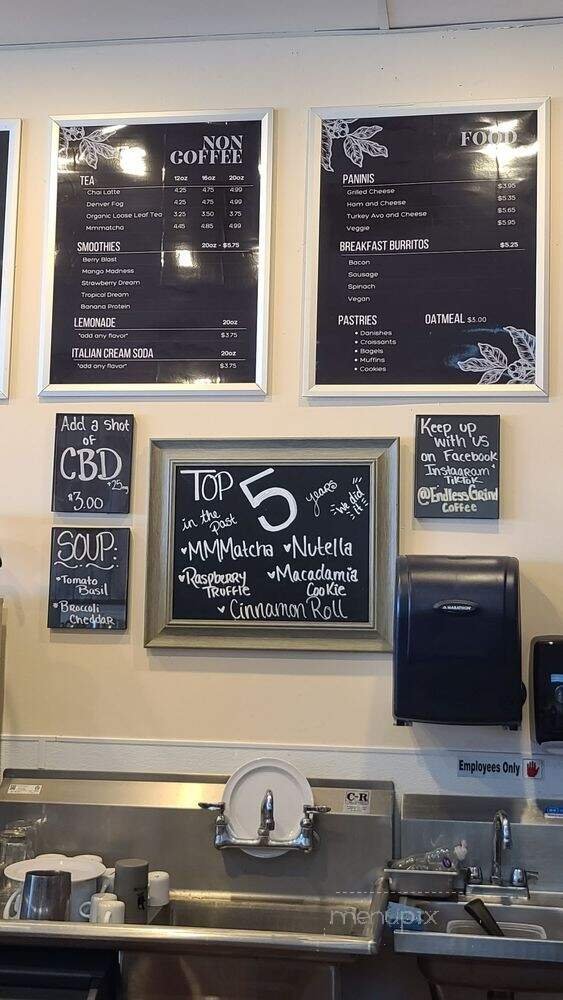 NON
COFFEE
TEA 12oz 16oz 20oz
Chai Latte 4.25 4.75 4.99
Denver Fog 4.25 4.75 4.99
Organic Loose Leaf Tea 3.25 3.50 3.75
Mmmatcha 4.45 4.85 4.99
SMOOTHIES 20oz - $5.75
Berry Blast
Mango Madness
Strawberry Dream
Tropical Dream
Banana Protein
LEMONADE 20oz
"add any flavor" $3.75
ITALIAN CREAM SODA 20oz
"add any flavor" $3.75
FOOD
PANINIS
Grilled Cheese $3.95
Ham and Cheese $5.35
Turkey Avo and Cheese $5.65
Veggie $5.95
BREAKFAST BURRITOS $5.25
Bacon
Sausage
Spinach
Vegan
PASTRIES OATMEAL $3.00
• Danishes
• Croissants
• Bagels
• Muffins
• Cookies
Add a shot
of
CBD
25mg
$3.00
SOUP:
• Tomato
Basil
• Broccoli
Cheddar
TOP 5
in the
past
years
"we did
it"
MMMatcha Nutella
Raspberry
Truffle
Macadamia
Cookie
Cinnamon Roll
Keep up
with us
on Facebook
Instagram
TikTok
@EndlessGrind
Coffee
MARATHON
Employees Only
C-R
menupix